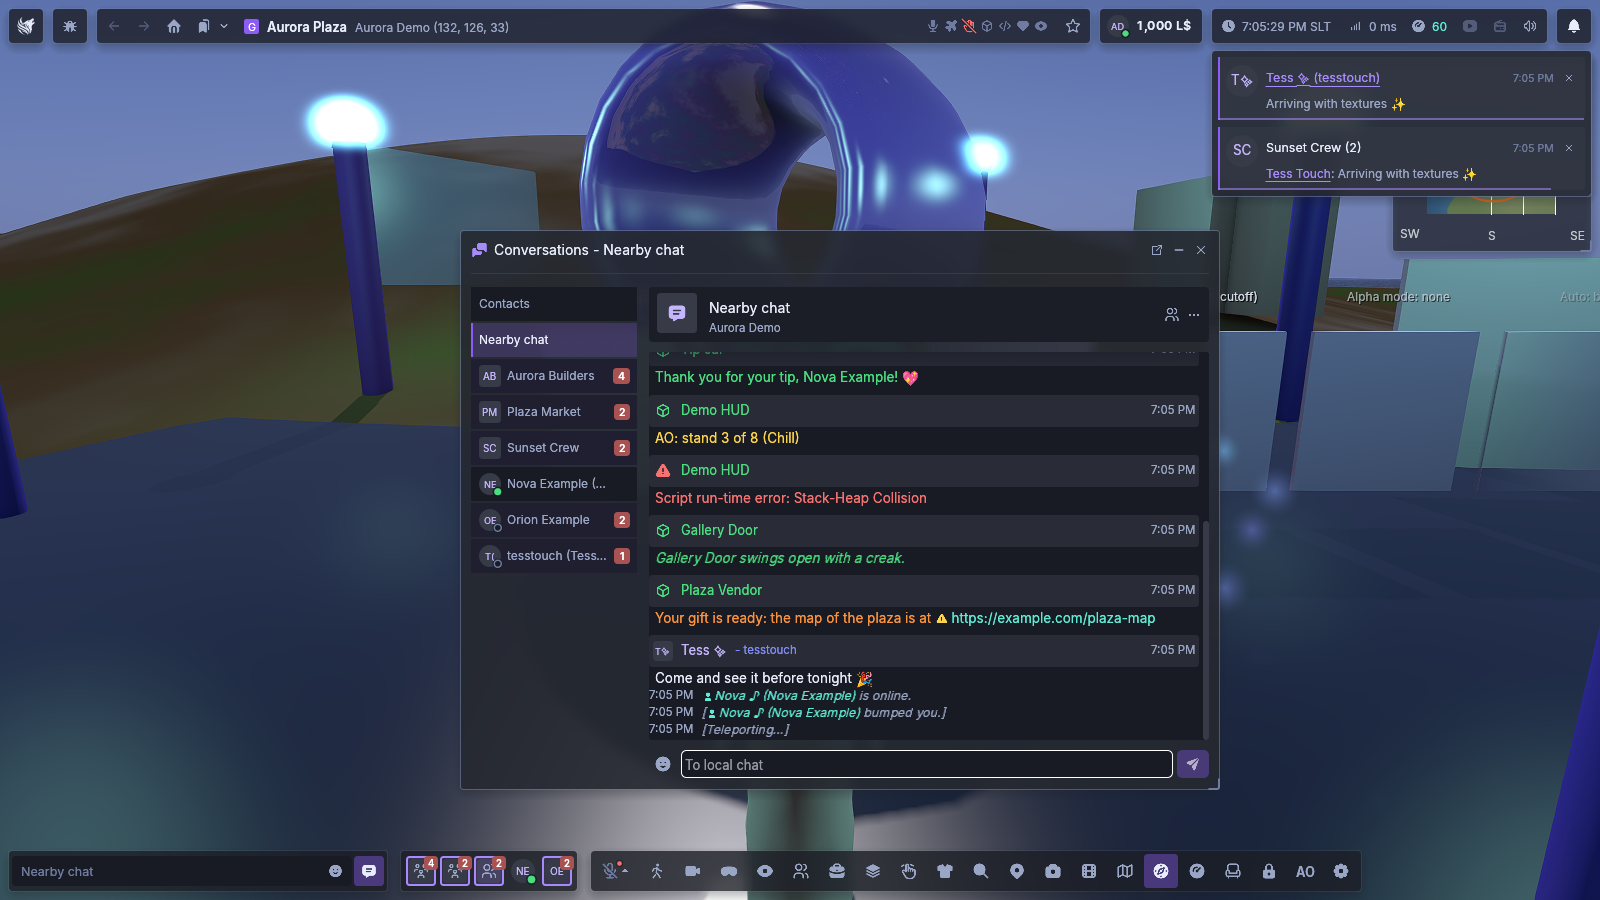 G Aurora Plaza Aurora Demo (132, 126, 33)
AD 1,000 L$
7:05:29 PM SLT 0 ms 60
T Tess (tesstouch) 7:05 PM
Arriving with textures ✨
SC Sunset Crew (2) 7:05 PM
Tess Touch: Arriving with textures ✨
SW S SE
cutoff) Alpha mode: none Auto:
Conversations - Nearby chat
Contacts
Nearby chat
AB Aurora Builders 4
PM Plaza Market 2
SC Sunset Crew 2
NE Nova Example (...
OE Orion Example 2
T( tesstouch (Tess... 1
Nearby chat
Aurora Demo
Thank you for your tip, Nova Example! 💖
Demo HUD 7:05 PM
AO: stand 3 of 8 (Chill)
Demo HUD 7:05 PM
Script run-time error: Stack-Heap Collision
Gallery Door 7:05 PM
Gallery Door swings open with a creak.
Plaza Vendor 7:05 PM
Your gift is ready: the map of the plaza is at ⚠ https://example.com/plaza-map
T Tess - tesstouch 7:05 PM
Come and see it before tonight 🎉
7:05 PM Nova ♪ (Nova Example) is online.
7:05 PM [Nova ♪ (Nova Example) bumped you.]
7:05 PM [Teleporting...]
To local chat
Nearby chat
4 2 2 NE OE 2
AO